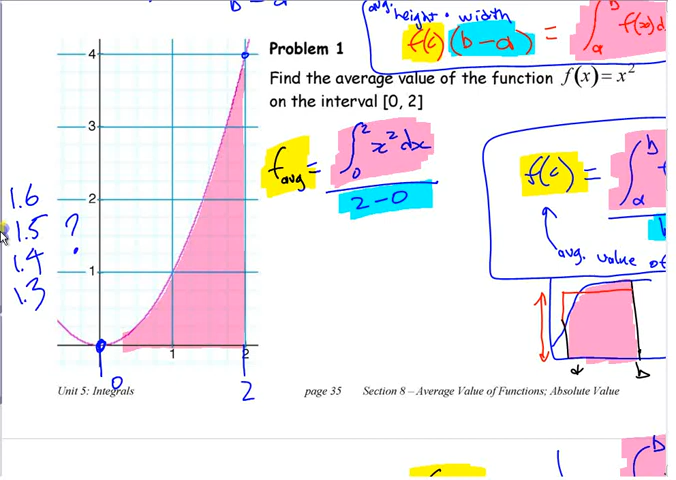 avg. height · width
f(c) (b-a) = ∫ₐᵇ f(x)d
Problem 1
Find the average value of the function f(x) = x²
on the interval [0, 2]
f avg = ∫₀² x² dx
2-0
f(c) = ∫ₐᵇ
avg. value of
4
3
2
1
1.6
1.5 ?
1.4
1.3
1
2
0
2
b
Unit 5: Integrals
page 35
Section 8 – Average Value of Functions; Absolute Value